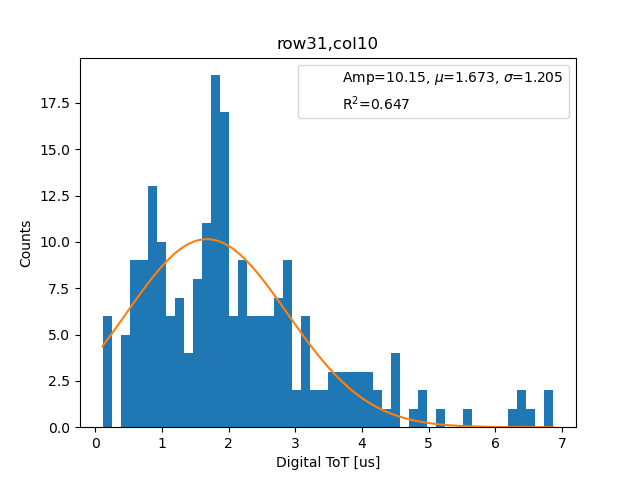 row31,col10
Amp=10.15, μ=1.673, σ=1.205
R²=0.647
Counts
17.5
15.0
12.5
10.0
7.5
5.0
2.5
0.0
0 1 2 3 4 5 6 7
Digital ToT [us]